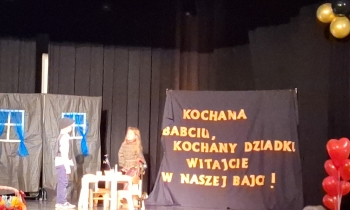 KOCHANA
BABCIU,
KOCHANY DZIADKU
WITAJCIE
W NASZEJ BAJCE!